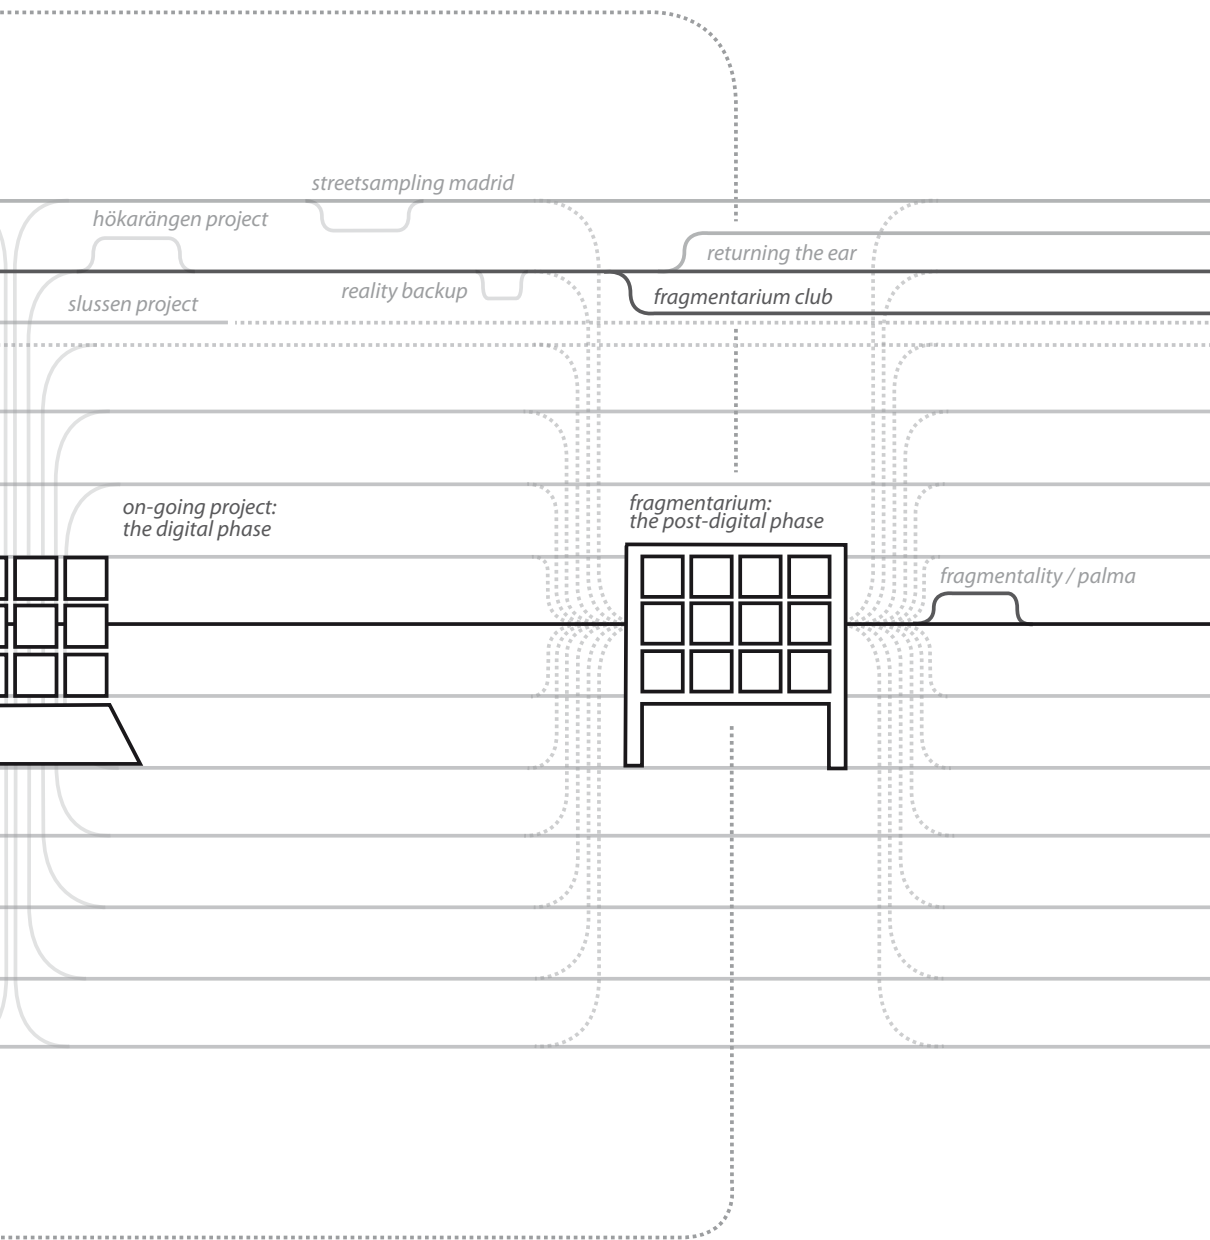 streetsampling madrid
hökarängen project
returning the ear
reality backup
fragmentarium club
slussen project
on-going project:
the digital phase
fragmentarium:
the post-digital phase
fragmentality / palma